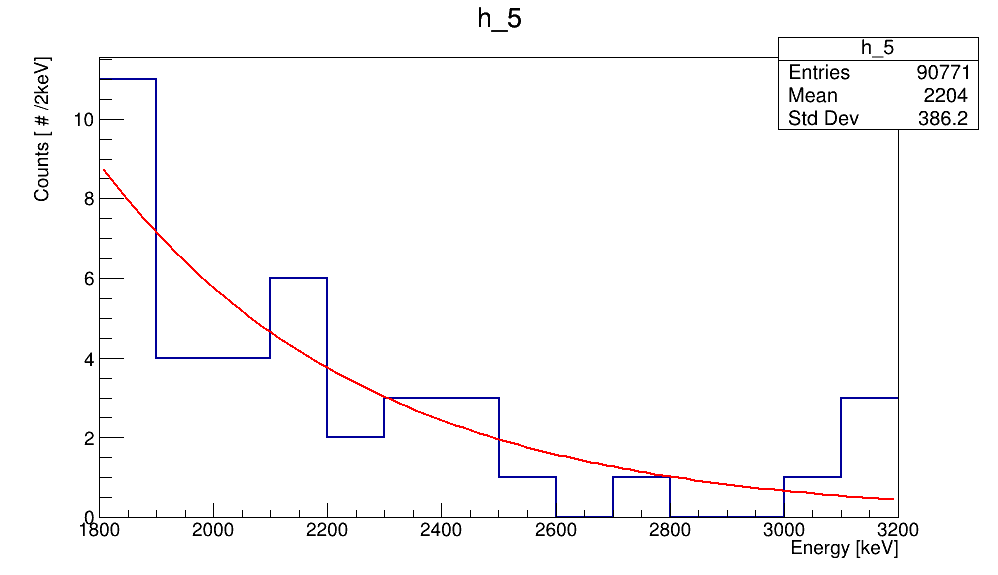 h_5
h_5
Entries 90771
Mean 2204
Std Dev 386.2
Counts [ # /2keV]
10
8
6
4
2
0
1800 2000 2200 2400 2600 2800 3000 3200
Energy [keV]